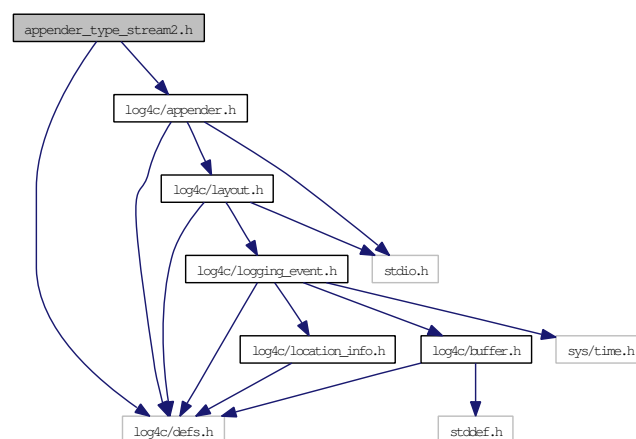 appender_type_stream2.h
log4c/appender.h
log4c/layout.h
log4c/logging_event.h
stdio.h
log4c/location_info.h
log4c/buffer.h
sys/time.h
log4c/defs.h
stddef.h